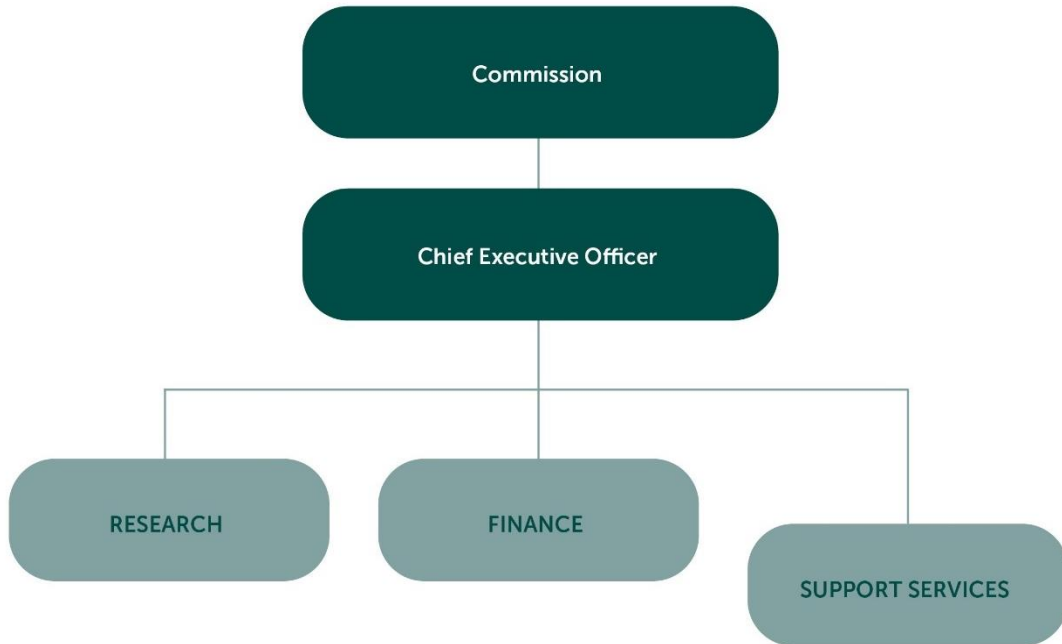 Commission
Chief Executive Officer
RESEARCH
FINANCE
SUPPORT SERVICES